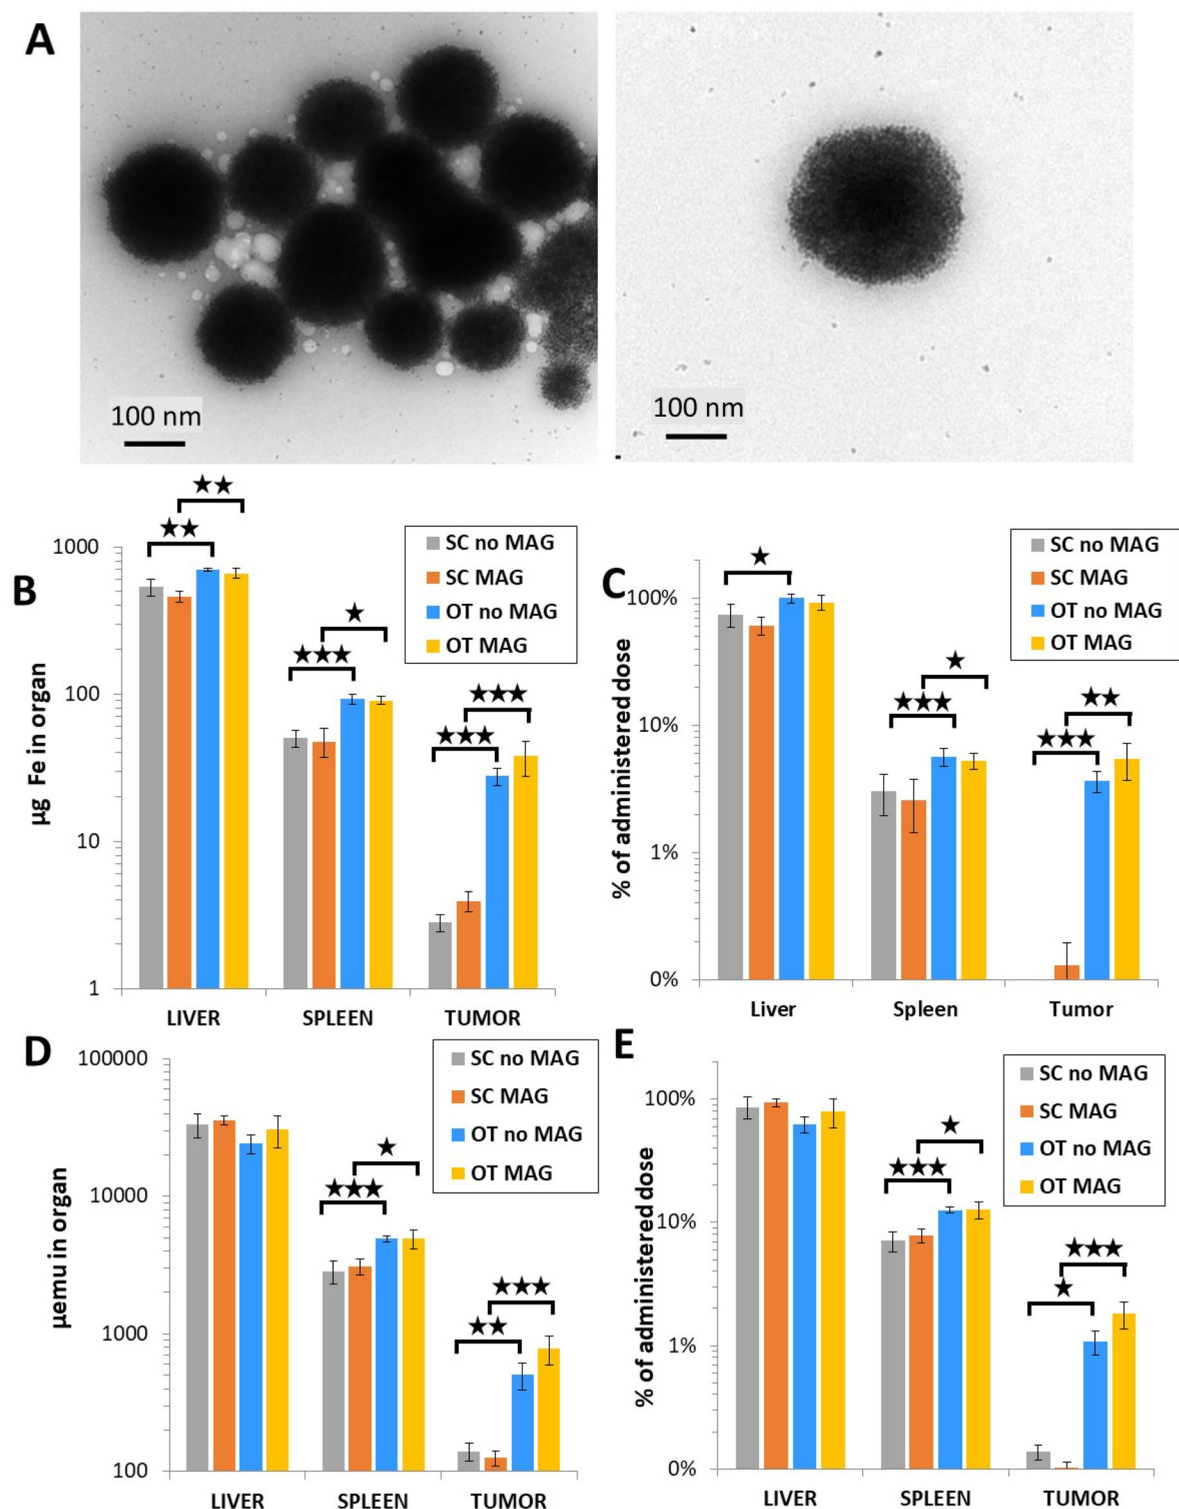 A
100 nm
100 nm
B
µg Fe in organ
1000
100
10
1
★★
★★
★★★
★
★★★
★★★
SC no MAG
SC MAG
OT no MAG
OT MAG
LIVER SPLEEN TUMOR
C
% of administered dose
100%
10%
1%
0%
★
★★★
★
★★★
★★
SC no MAG
SC MAG
OT no MAG
OT MAG
Liver Spleen Tumor
D
µemu in organ
100000
10000
1000
100
★★★
★
★★
★★★
SC no MAG
SC MAG
OT no MAG
OT MAG
LIVER SPLEEN TUMOR
E
% of administered dose
100%
10%
1%
0%
★★★
★
★
★★★
SC no MAG
SC MAG
OT no MAG
OT MAG
LIVER SPLEEN TUMOR